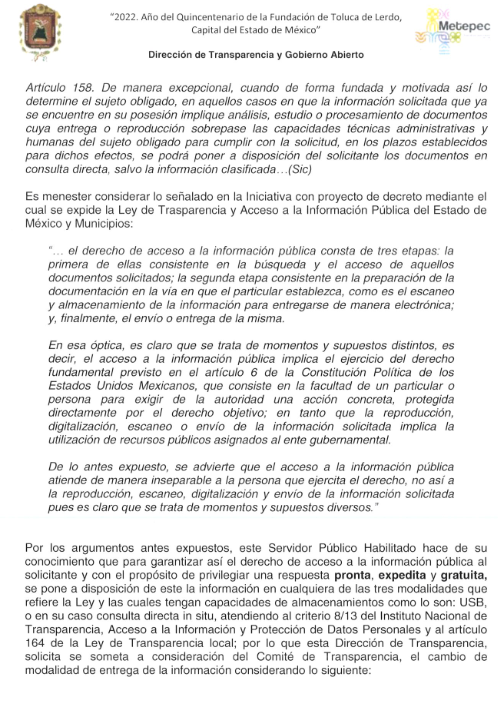 "2022. Año del Quincentenario de la Fundación de Toluca de Lerdo,
Capital del Estado de México"
Metepec
Dirección de Transparencia y Gobierno Abierto
Artículo 158. De manera excepcional, cuando de forma fundada y motivada así lo
determine el sujeto obligado, en aquellos casos en que la información solicitada que ya
se encuentre en su posesión implique análisis, estudio o procesamiento de documentos
cuya entrega o reproducción sobrepase las capacidades técnicas administrativas y
humanas del sujeto obligado para cumplir con la solicitud, en los plazos establecidos
para dichos efectos, se podrá poner a disposición del solicitante los documentos en
consulta directa, salvo la información clasificada…(Sic)
Es menester considerar lo señalado en la Iniciativa con proyecto de decreto mediante el
cual se expide la Ley de Trasparencia y Acceso a la Información Pública del Estado de
México y Municipios:
"… el derecho de acceso a la información pública consta de tres etapas: la
primera de ellas consistente en la búsqueda y el acceso de aquellos
documentos solicitados; la segunda etapa consistente en la preparación de la
documentación en la vía en que el particular establezca, como es el escaneo
y almacenamiento de la información para entregarse de manera electrónica;
y, finalmente, el envío o entrega de la misma.
En esa óptica, es claro que se trata de momentos y supuestos distintos, es
decir, el acceso a la información pública implica el ejercicio del derecho
fundamental previsto en el artículo 6 de la Constitución Política de los
Estados Unidos Mexicanos, que consiste en la facultad de un particular o
persona para exigir de la autoridad una acción concreta, protegida
directamente por el derecho objetivo; en tanto que la reproducción,
digitalización, escaneo o envío de la información solicitada implica la
utilización de recursos públicos asignados al ente gubernamental.
De lo antes expuesto, se advierte que el acceso a la información pública
atiende de manera inseparable a la persona que ejercita el derecho, no así a
la reproducción, escaneo, digitalización y envío de la información solicitada
pues es claro que se trata de momentos y supuestos diversos."
Por los argumentos antes expuestos, este Servidor Público Habilitado hace de su
conocimiento que para garantizar así el derecho de acceso a la información pública al
solicitante y con el propósito de privilegiar una respuesta pronta, expedita y gratuita,
se pone a disposición de este la información en cualquiera de las tres modalidades que
refiere la Ley y las cuales tengan capacidades de almacenamientos como lo son: USB,
o en su caso consulta directa in situ, atendiendo al criterio 8/13 del Instituto Nacional de
Transparencia, Acceso a la Información y Protección de Datos Personales y al artículo
164 de la Ley de Transparencia local; por lo que esta Dirección de Transparencia,
solicita se someta a consideración del Comité de Transparencia, el cambio de
modalidad de entrega de la información considerando lo siguiente: